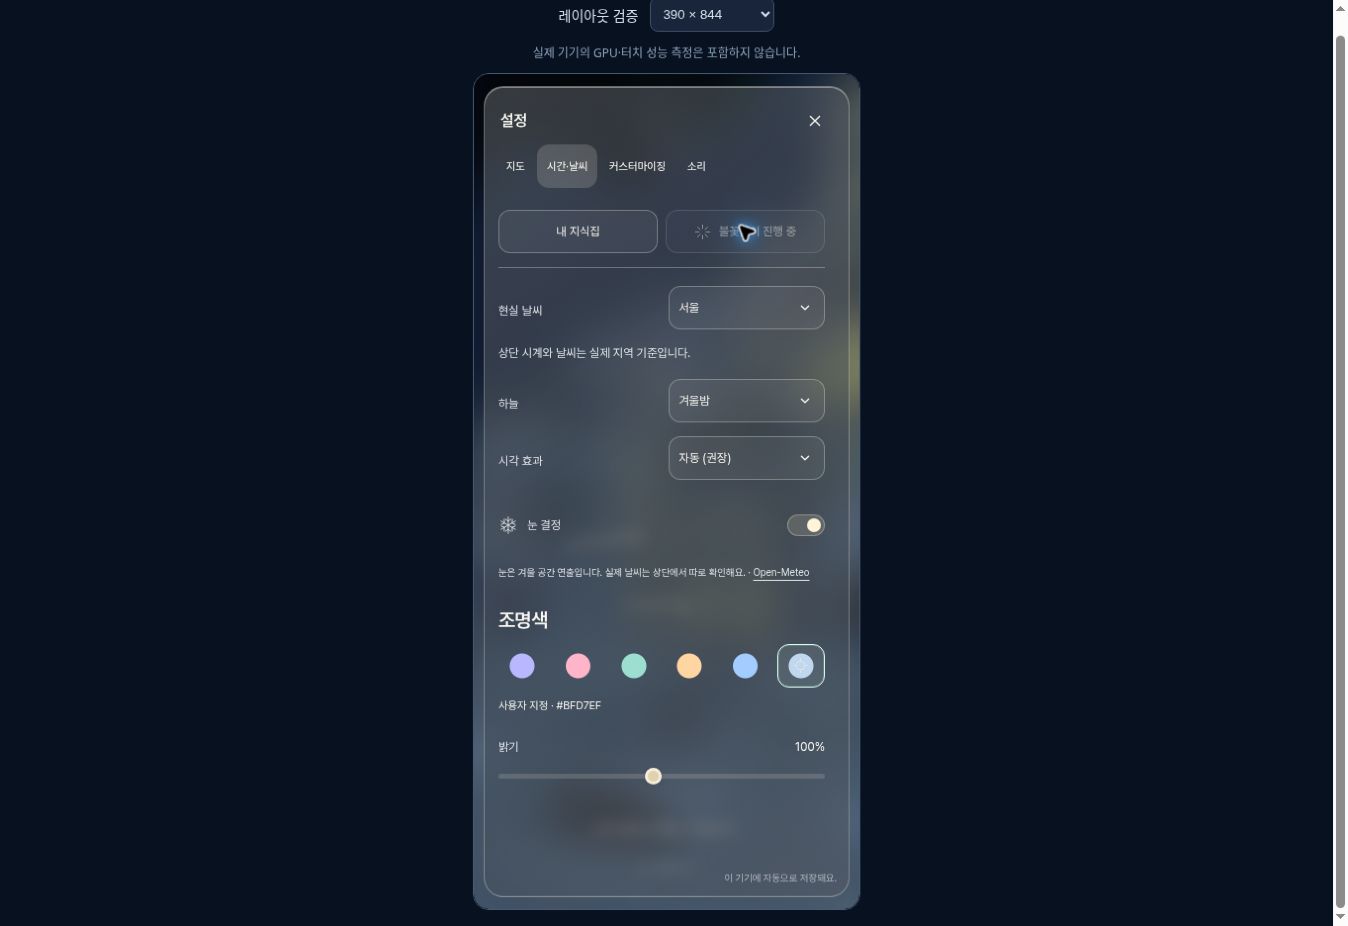 레이아웃 검증
390 × 844
실제 기기의 GPU·터치 성능 측정은 포함하지 않습니다.
설정
지도
시간·날씨
커스터마이징
소리
내 지식집
진행 중
현실 날씨
서울
상단 시계와 날씨는 실제 지역 기준입니다.
하늘
겨울밤
시각 효과
자동 (권장)
눈 결정
눈은 겨울 공간 연출입니다. 실제 날씨는 상단에서 따로 확인해요. · Open-Meteo
조명색
사용자 지정 · #BFD7EF
밝기
100%
이 기기에 자동으로 저장돼요.